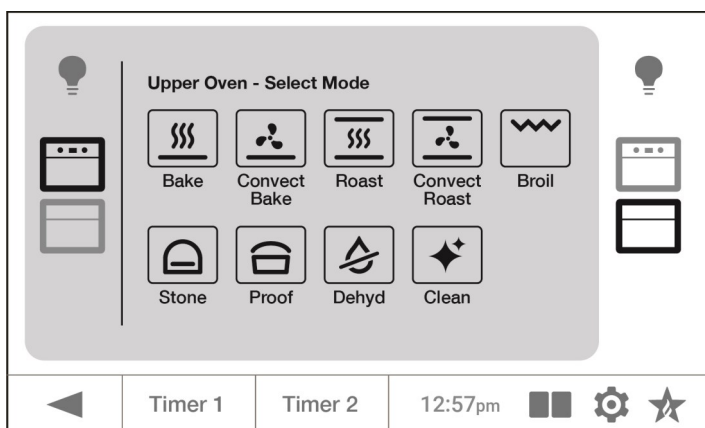 Upper Oven - Select Mode
Bake
Convect
Bake
Roast
Convect
Roast
Broil
Stone
Proof
Dehyd
Clean
Timer 1
Timer 2
12:57pm